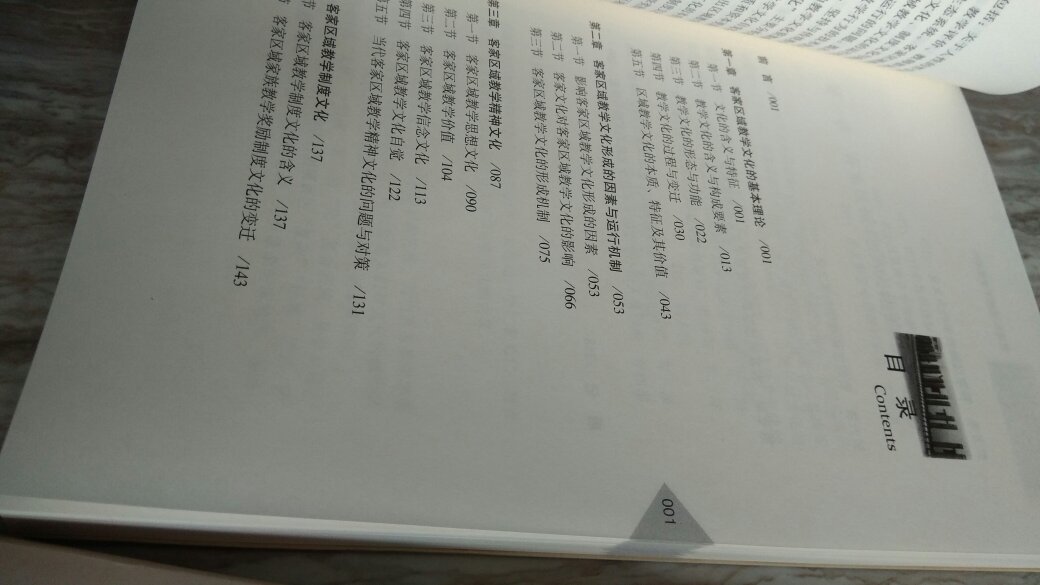 目 录
Contents
前 言 /001
第一章 客家区域教学文化的基本理论 /001
第一节 文化的含义与特征 /001
第二节 教学文化的含义与构成要素 /013
第三节 教学文化的形态与功能 /022
第四节 教学文化的过程与变迁 /030
第五节 区域教学文化的本质、特征及其价值 /043
第二章 客家区域教学文化形成的因素与运行机制 /053
第一节 影响客家区域教学文化形成的因素 /053
第二节 客家文化对客家区域教学文化的影响 /066
第三节 客家区域教学文化的形成机制 /075
第三章 客家区域教学精神文化 /087
第一节 客家区域教学思想文化 /090
第二节 客家区域教学价值 /104
第三节 客家区域教学信念文化 /113
第四节 客家区域教学文化自觉 /122
第五节 当代客家区域教学精神文化的问题与对策 /131
客家区域教学制度文化 /137
节 客家区域教学制度文化的含义 /137
节 客家区域家族教学奖励制度文化的变迁 /143
001